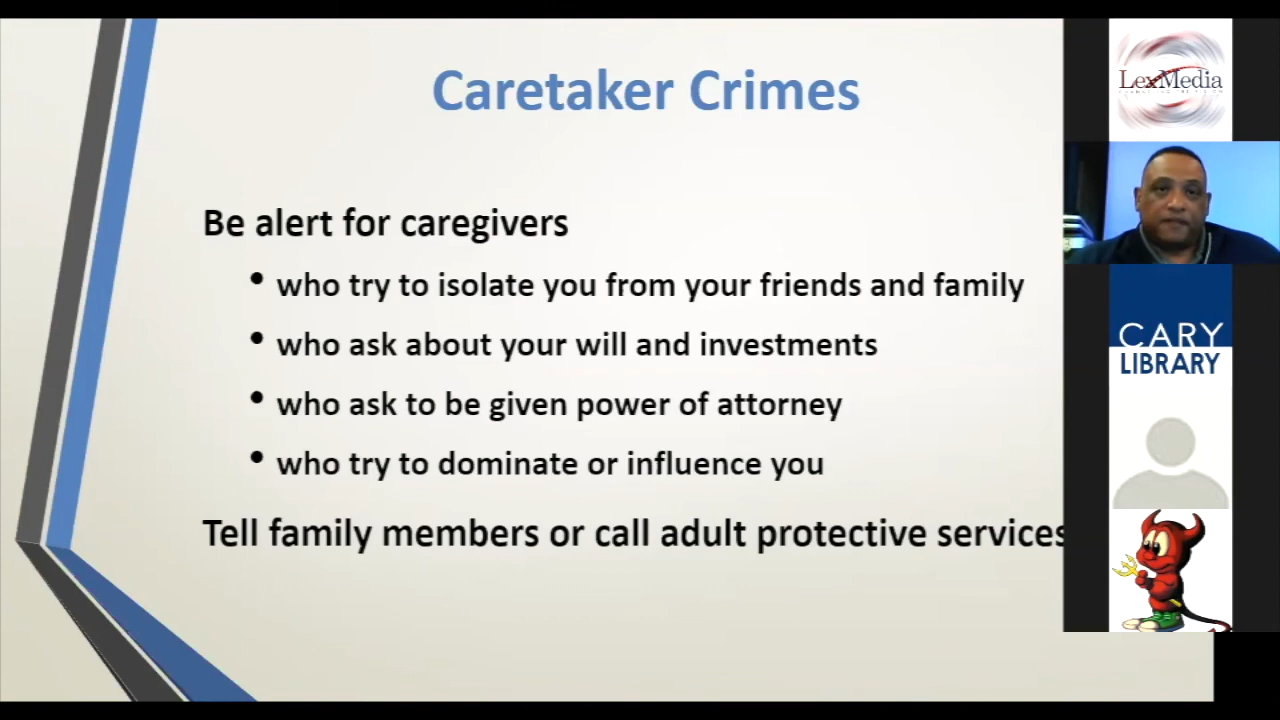 Caretaker Crimes
Be alert for caregivers
• who try to isolate you from your friends and family
• who ask about your will and investments
• who ask to be given power of attorney
• who try to dominate or influence you
Tell family members or call adult protective services
LexMedia
CARY
LIBRARY